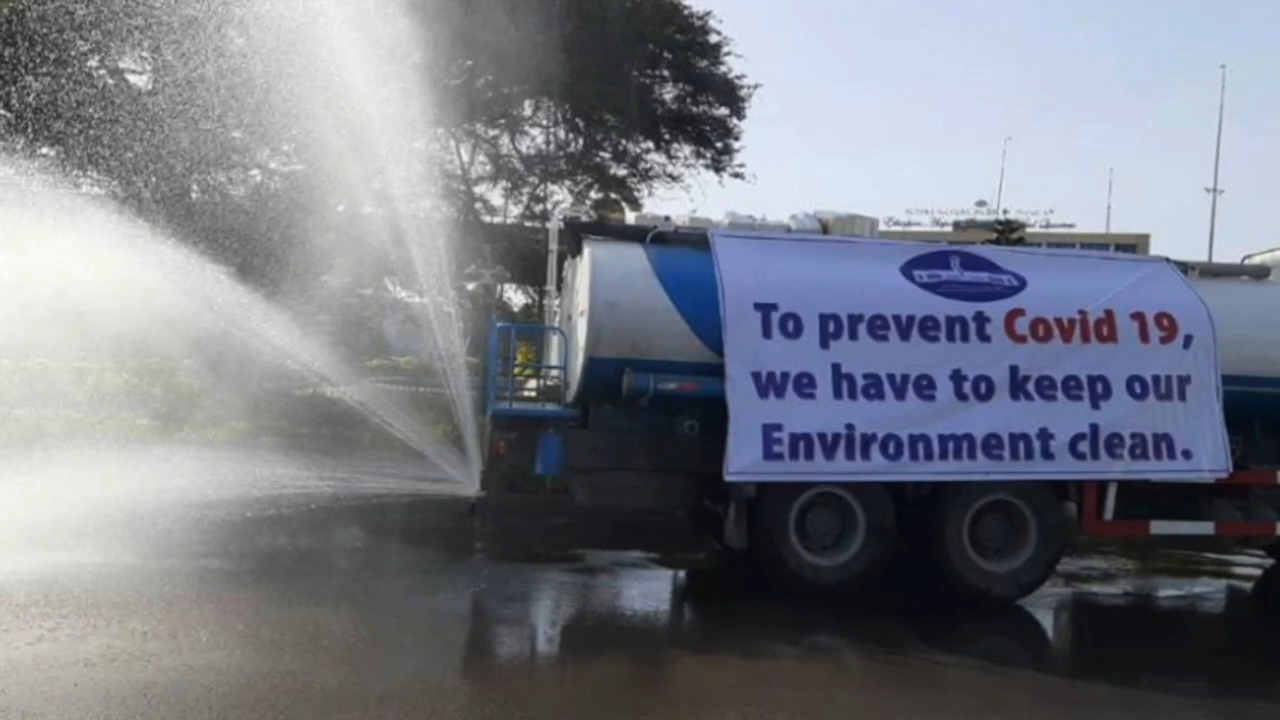 To prevent Covid 19,
we have to keep our
Environment clean.